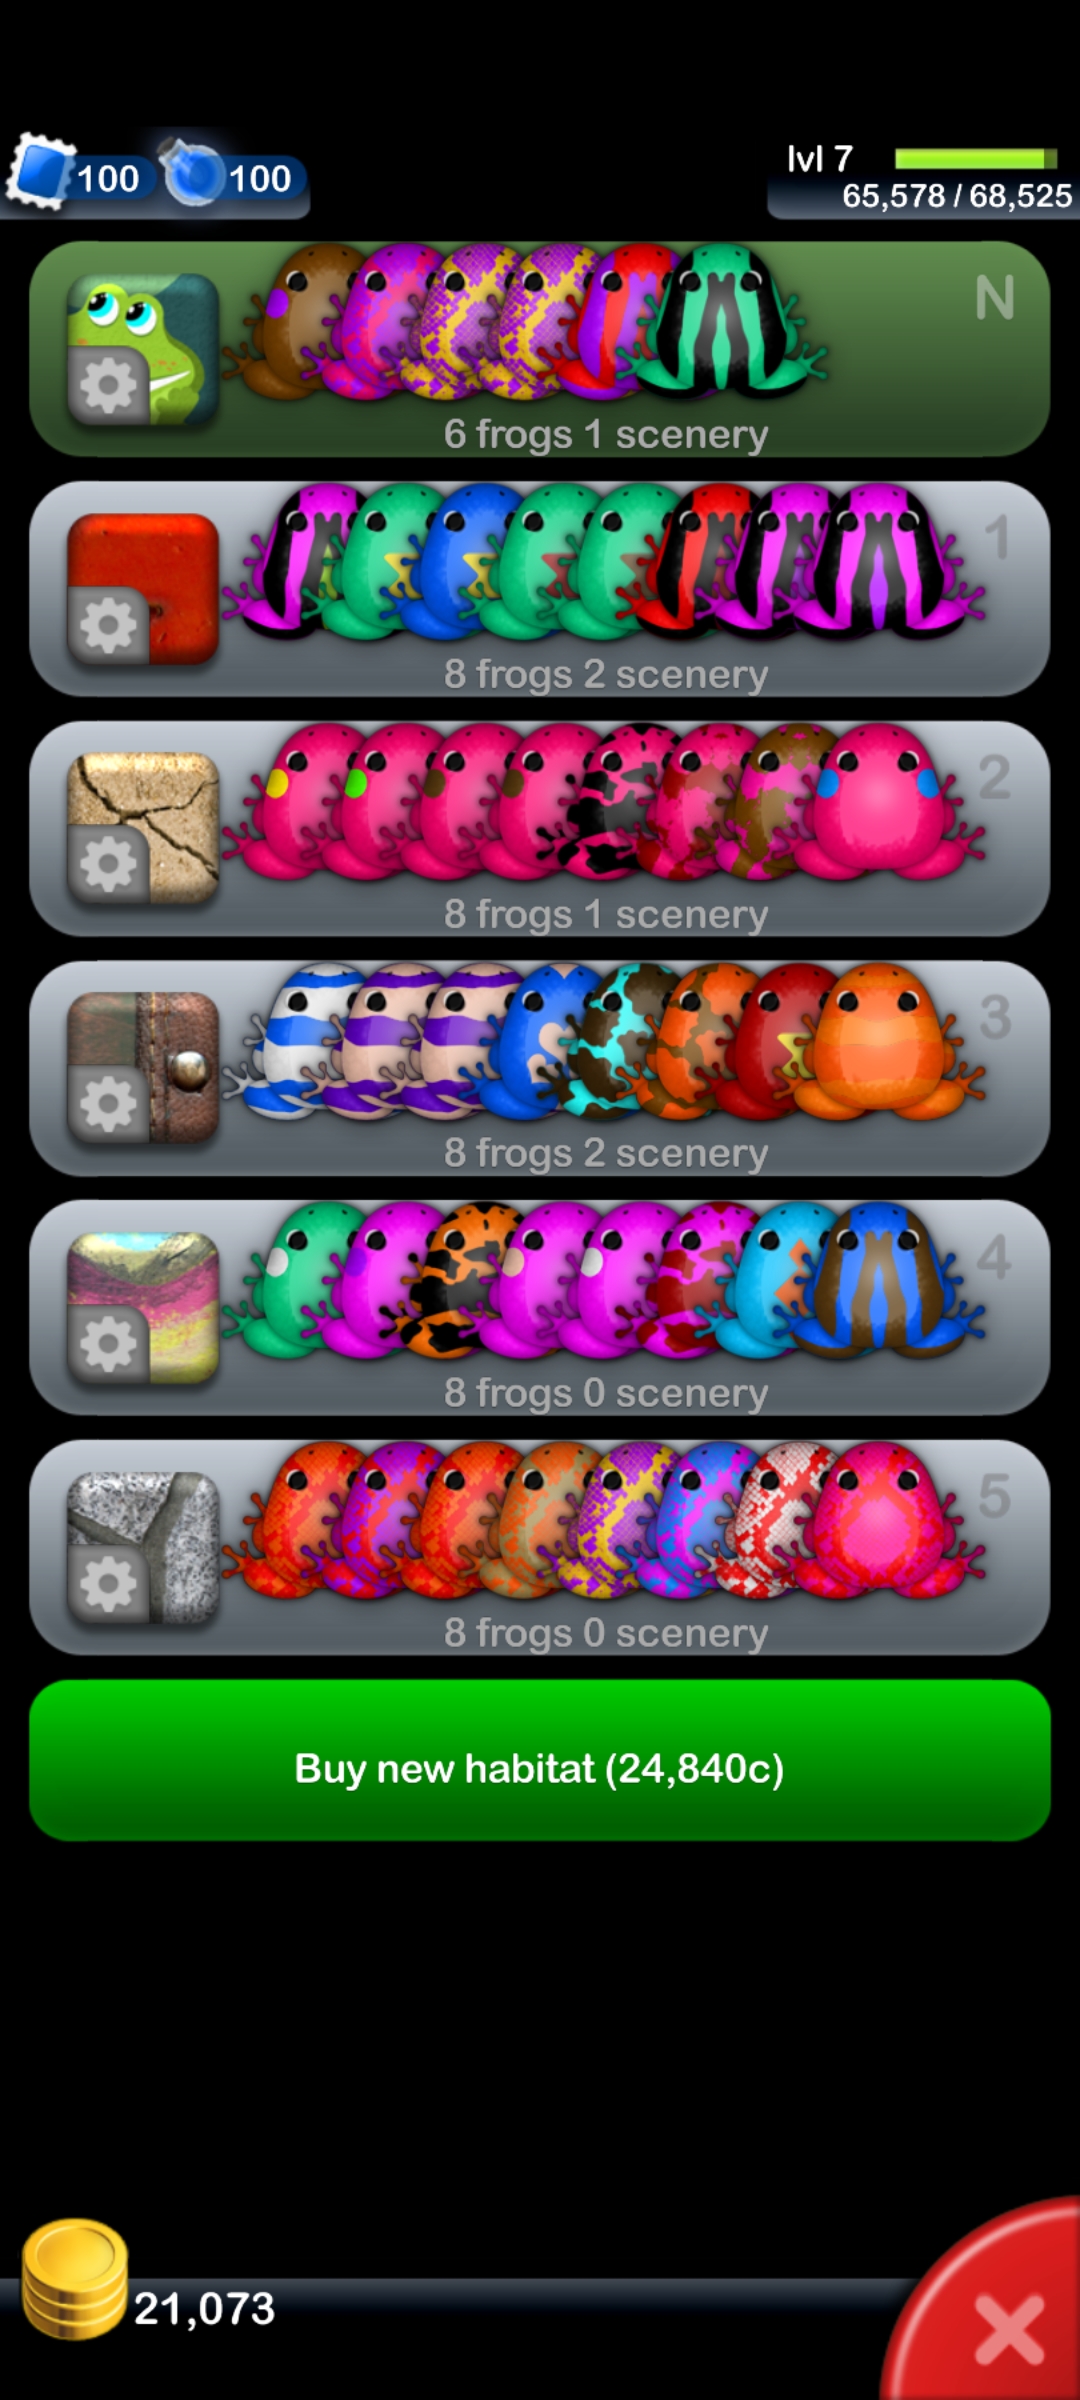 100
100
lvl 7
65,578 / 68,525
N
6 frogs 1 scenery
1
8 frogs 2 scenery
2
8 frogs 1 scenery
3
8 frogs 2 scenery
4
8 frogs 0 scenery
5
8 frogs 0 scenery
Buy new habitat (24,840c)
21,073